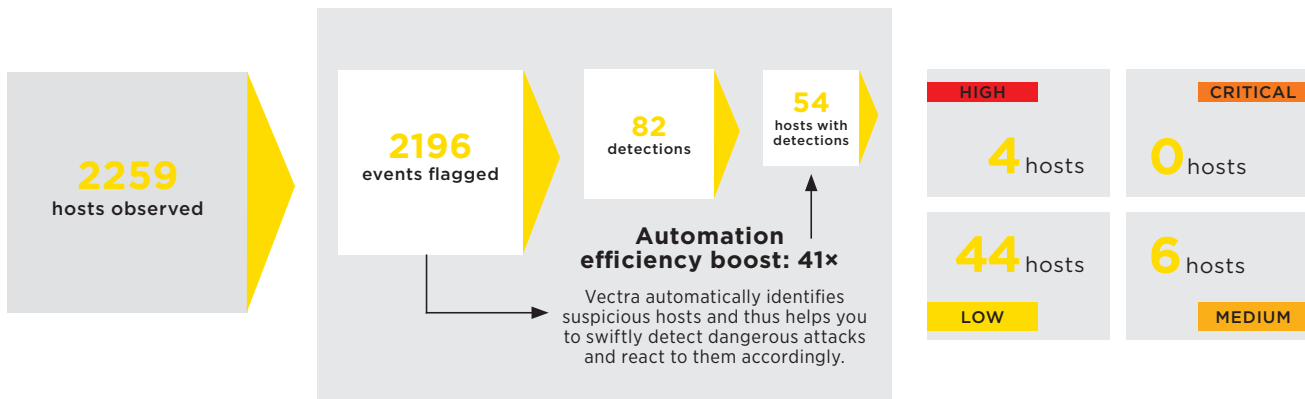 2259
hosts observed
2196
events flagged
82
detections
54
hosts with
detections
Automation
efficiency boost: 41×
Vectra automatically identifies
suspicious hosts and thus helps you
to swiftly detect dangerous attacks
and react to them accordingly.
HIGH
4 hosts
CRITICAL
0 hosts
44 hosts
LOW
6 hosts
MEDIUM